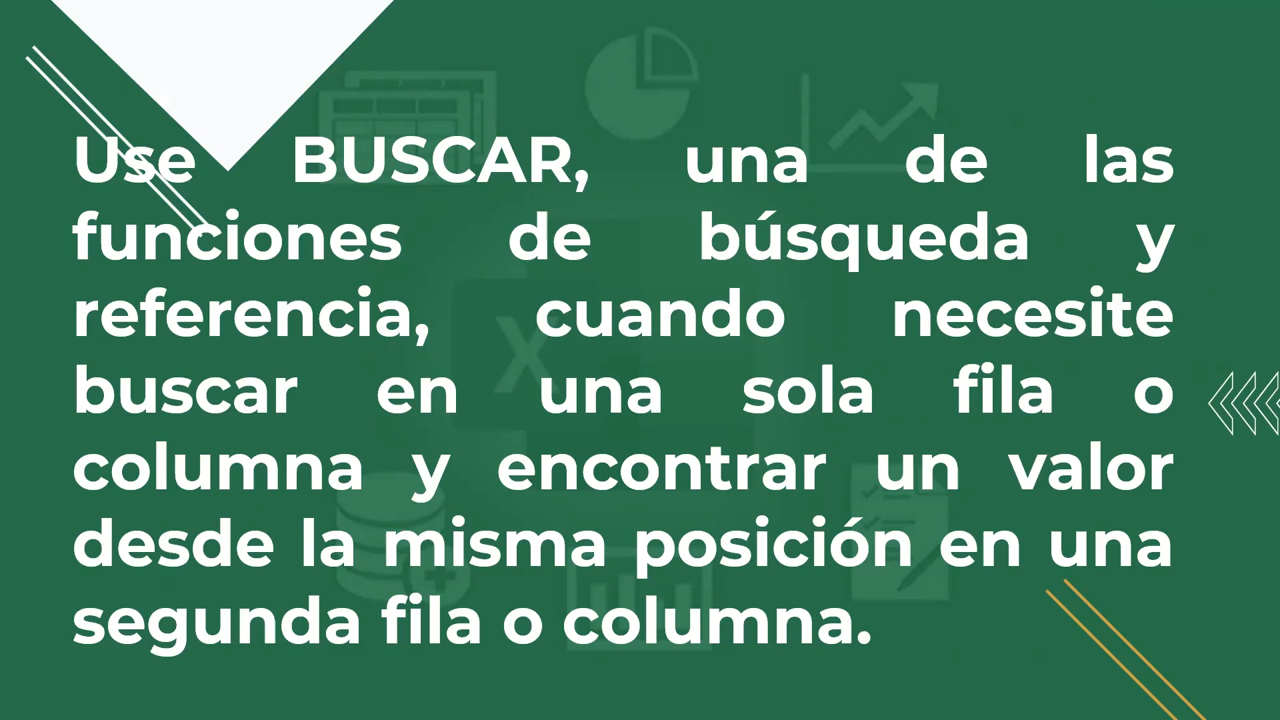 Use BUSCAR, una de las
funciones de búsqueda y
referencia, cuando necesite
buscar en una sola fila o
columna y encontrar un valor
desde la misma posición en una
segunda fila o columna.